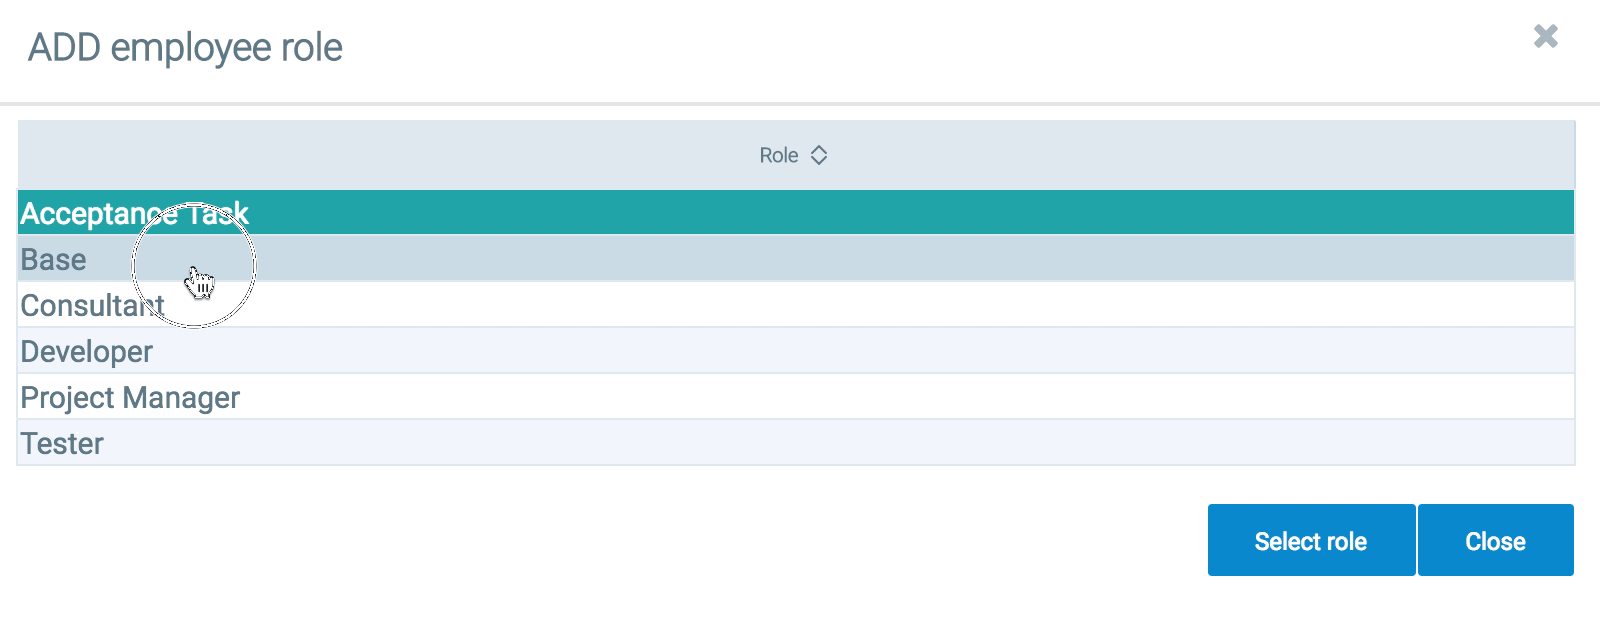 ADD employee role
Role
Acceptance Task
Base
Consultant
Developer
Project Manager
Tester
Select role
Close